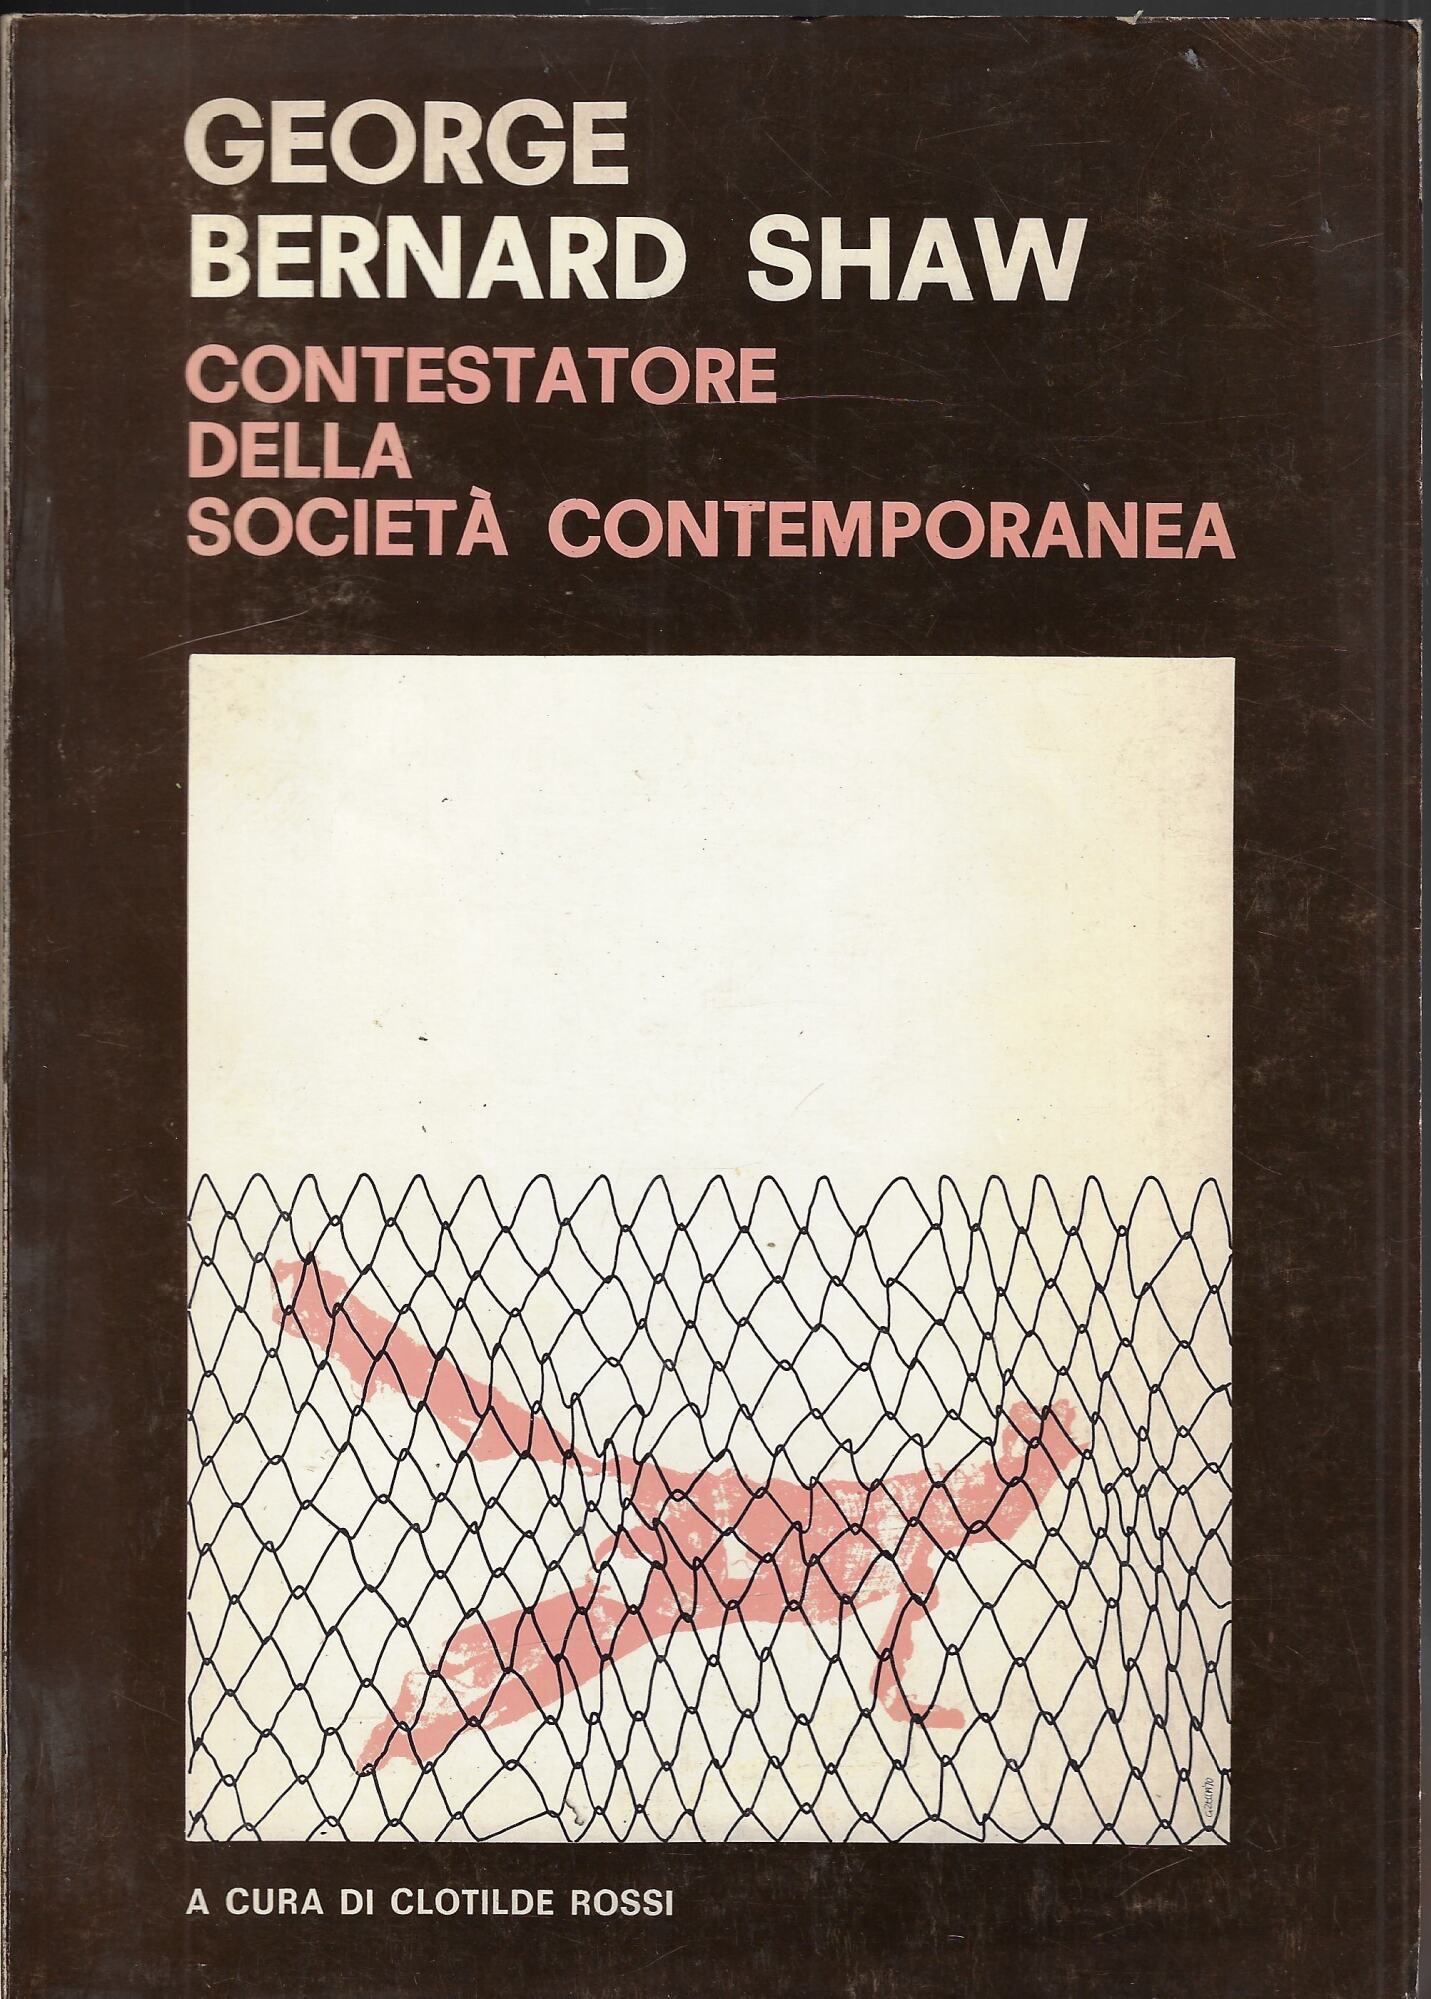 GEORGE
BERNARD SHAW
CONTESTATORE
DELLA
SOCIETÀ CONTEMPORANEA
A CURA DI CLOTILDE ROSSI